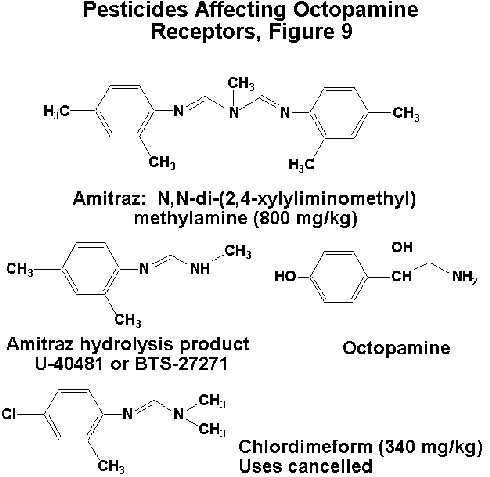 Pesticides Affecting Octopamine
Receptors, Figure 9
CH3
H3C
N
N
N
CH3
CH3
H3C
Amitraz: N,N-di-(2,4-xylyliminomethyl)
methylamine (800 mg/kg)
CH3
CH3
N
NH
CH3
OH
HO
CH
NH2
Amitraz hydrolysis product
U-40481 or BTS-27271
Octopamine
Cl
N
N
CH3
CH3
CH3
Chlordimeform (340 mg/kg)
Uses cancelled